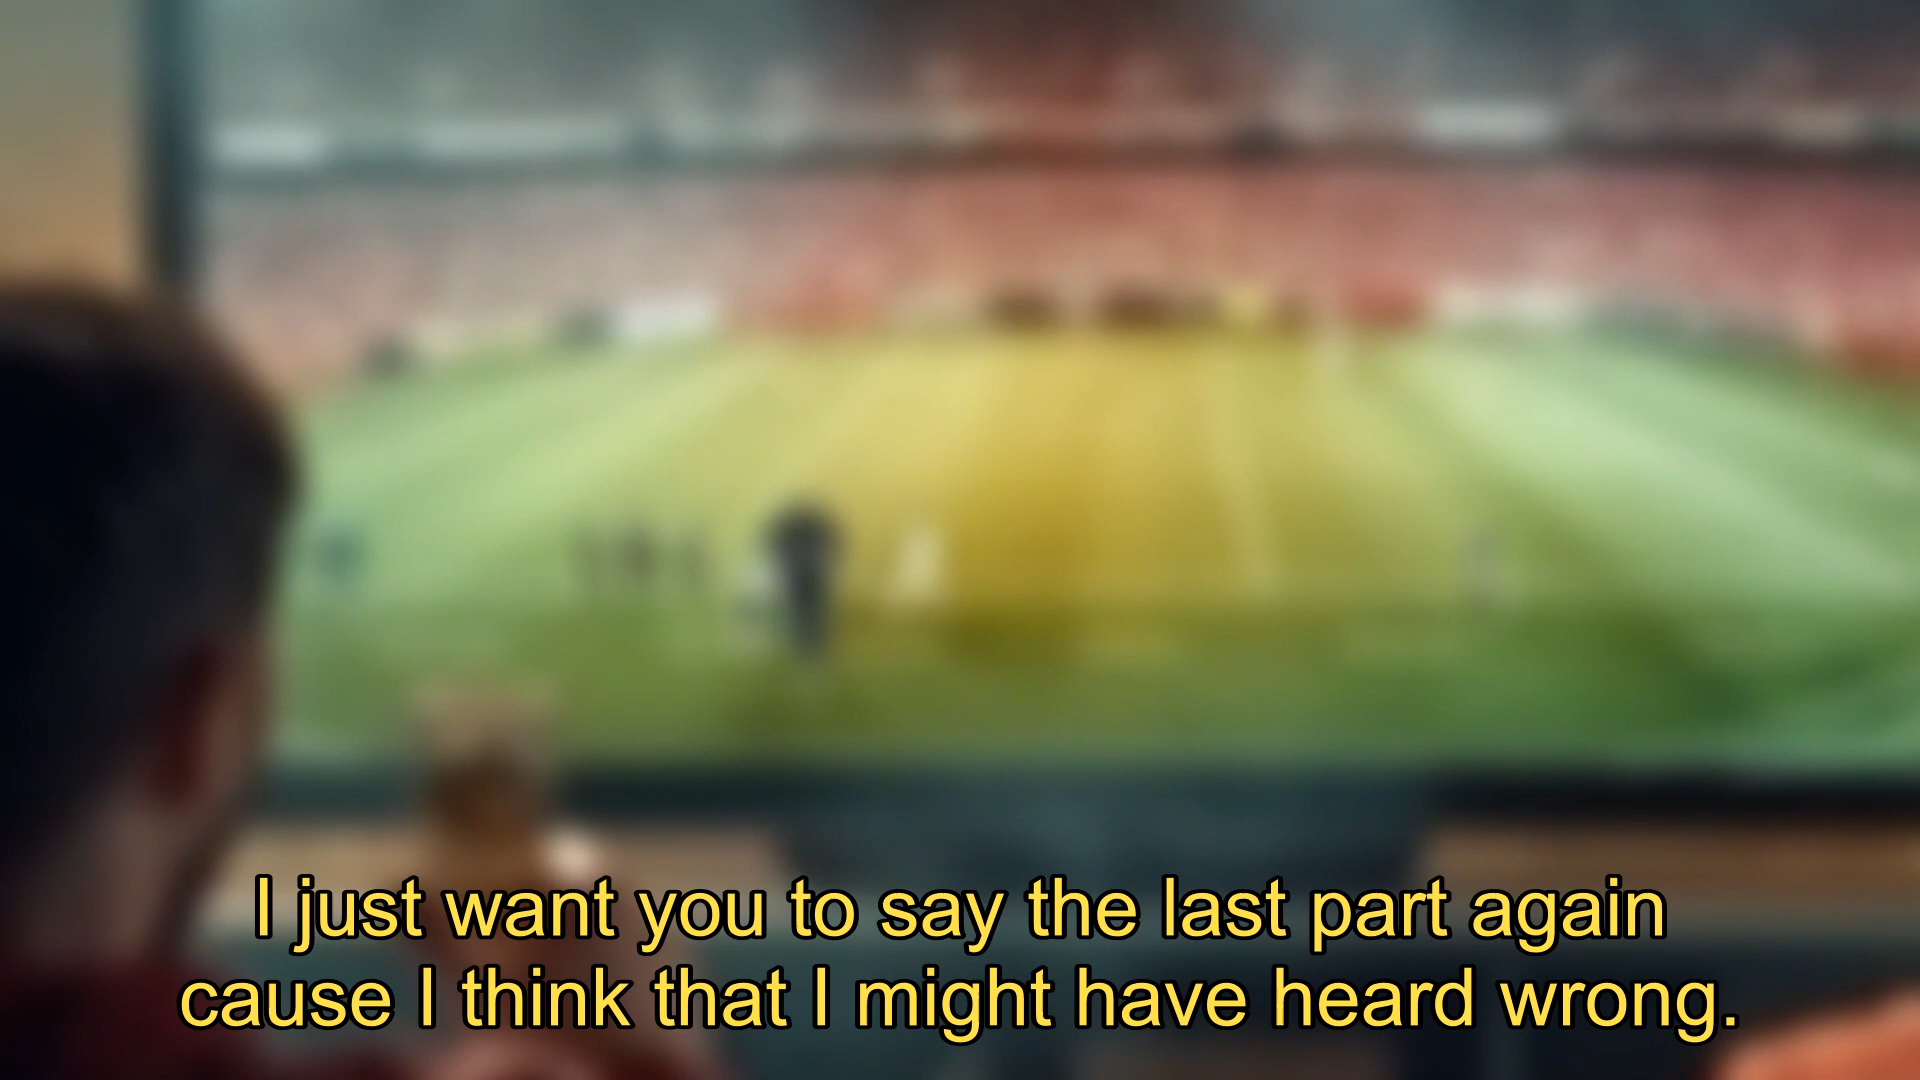 I just want you to say the last part again
cause I think that I might have heard wrong.